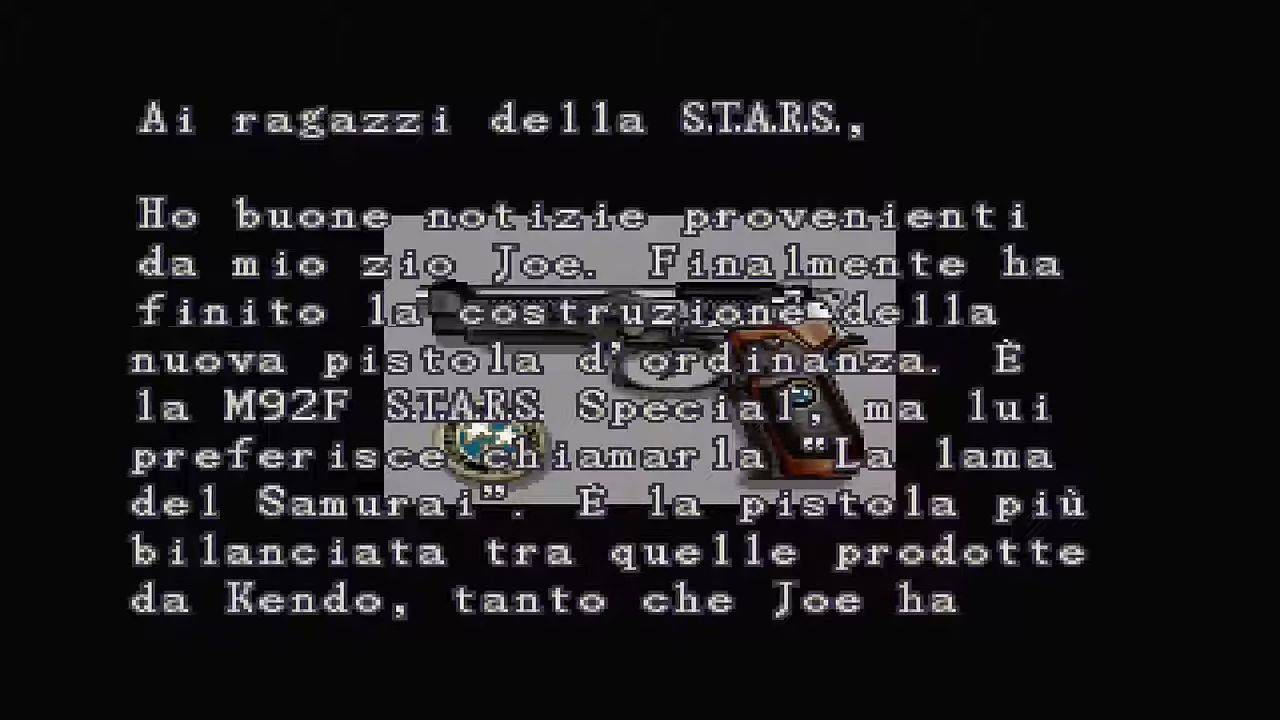 Ai ragazzi della S.T.A.R.S.,
Ho buone notizie provenienti
da mio zio Joe. Finalmente ha
finito la costruzione della
nuova pistola d'ordinanza. È
la M92F S.T.A.R.S. Special, ma lui
preferisce chiamarla “La lama
del Samurai”. È la pistola più
bilanciata tra quelle prodotte
da Kendo, tanto che Joe ha